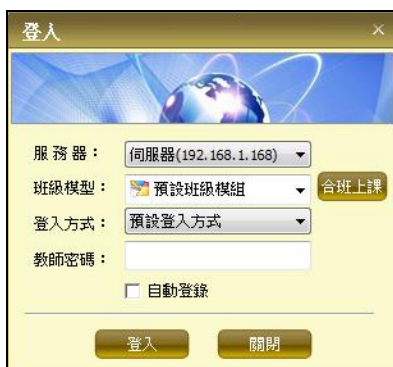 登入
服務器：
伺服器(192.168.1.168)
班級模型：
預設班級模組
合班上課
登入方式：
預設登入方式
教師密碼：
自動登錄
登入
關閉